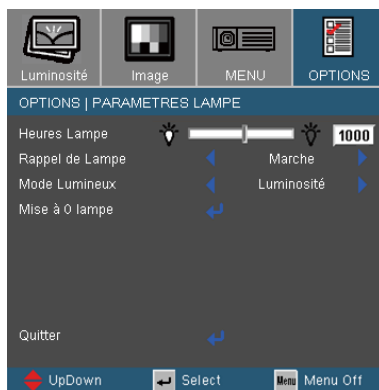 Luminosité Image MENU OPTIONS
OPTIONS | PARAMETRES LAMPE
Heures Lampe 1000
Rappel de Lampe Marche
Mode Lumineux Luminosité
Mise à 0 lampe
Quitter
UpDown Select Menu Menu Off